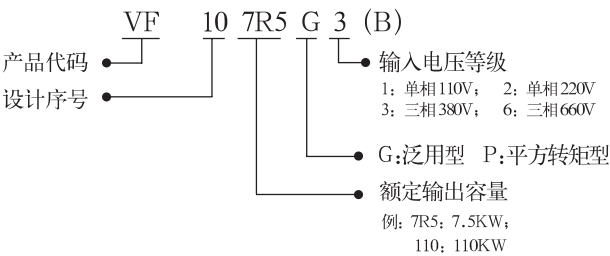 VF 10 7R5 G 3 (B)
产品代码
输入电压等级
设计序号
1: 单相110V; 2: 单相220V
3: 三相380V; 6: 三相660V
G:泛用型 P:平方转矩型
额定输出容量
例: 7R5: 7.5KW;
110: 110KW